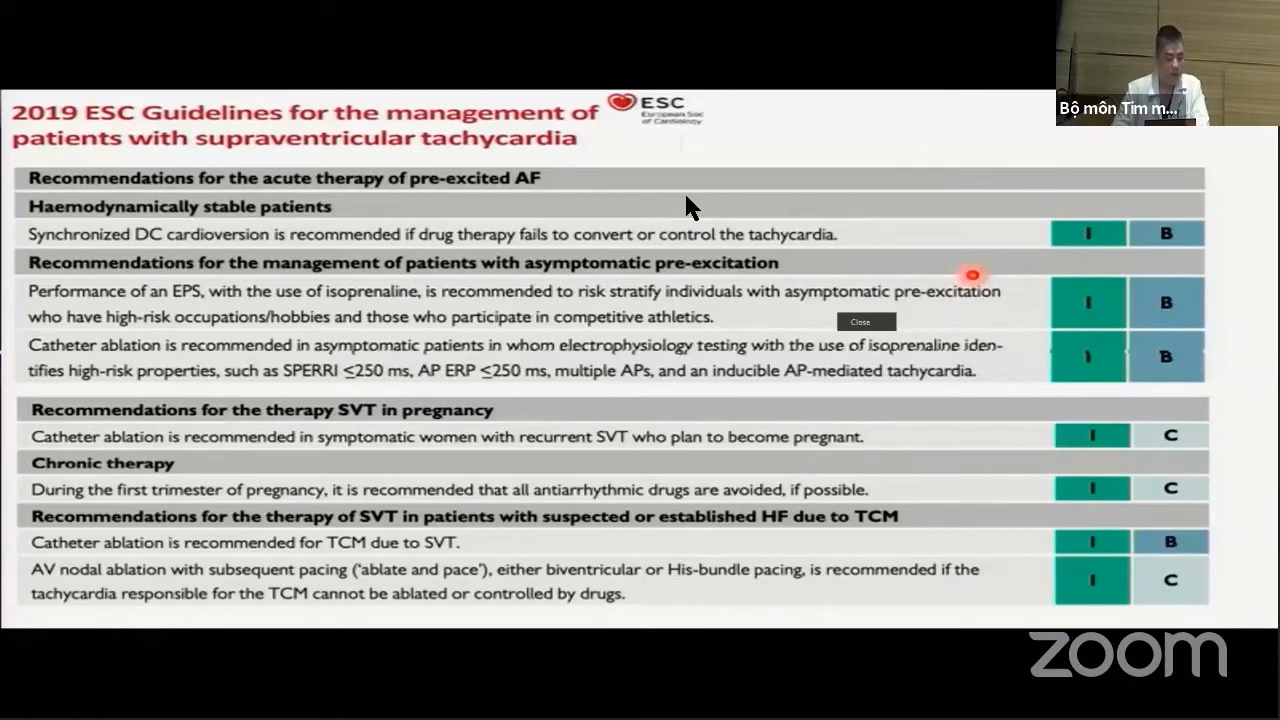 2019 ESC Guidelines for the management of
patients with supraventricular tachycardia
ESC
European Soc
of Cardiology
Bộ môn Tim m...
Recommendations for the acute therapy of pre-excited AF
Haemodynamically stable patients
Synchronized DC cardioversion is recommended if drug therapy fails to convert or control the tachycardia. I B
Recommendations for the management of patients with asymptomatic pre-excitation
Performance of an EPS, with the use of isoprenaline, is recommended to risk stratify individuals with asymptomatic pre-excitation
who have high-risk occupations/hobbies and those who participate in competitive athletics. I B
Close
Catheter ablation is recommended in asymptomatic patients in whom electrophysiology testing with the use of isoprenaline iden-
tifies high-risk properties, such as SPERRI ≤250 ms, AP ERP ≤250 ms, multiple APs, and an inducible AP-mediated tachycardia. I B
Recommendations for the therapy SVT in pregnancy
Catheter ablation is recommended in symptomatic women with recurrent SVT who plan to become pregnant. I C
Chronic therapy
During the first trimester of pregnancy, it is recommended that all antiarrhythmic drugs are avoided, if possible. I C
Recommendations for the therapy of SVT in patients with suspected or established HF due to TCM
Catheter ablation is recommended for TCM due to SVT. I B
AV nodal ablation with subsequent pacing ('ablate and pace'), either biventricular or His-bundle pacing, is recommended if the
tachycardia responsible for the TCM cannot be ablated or controlled by drugs. I C
zoom